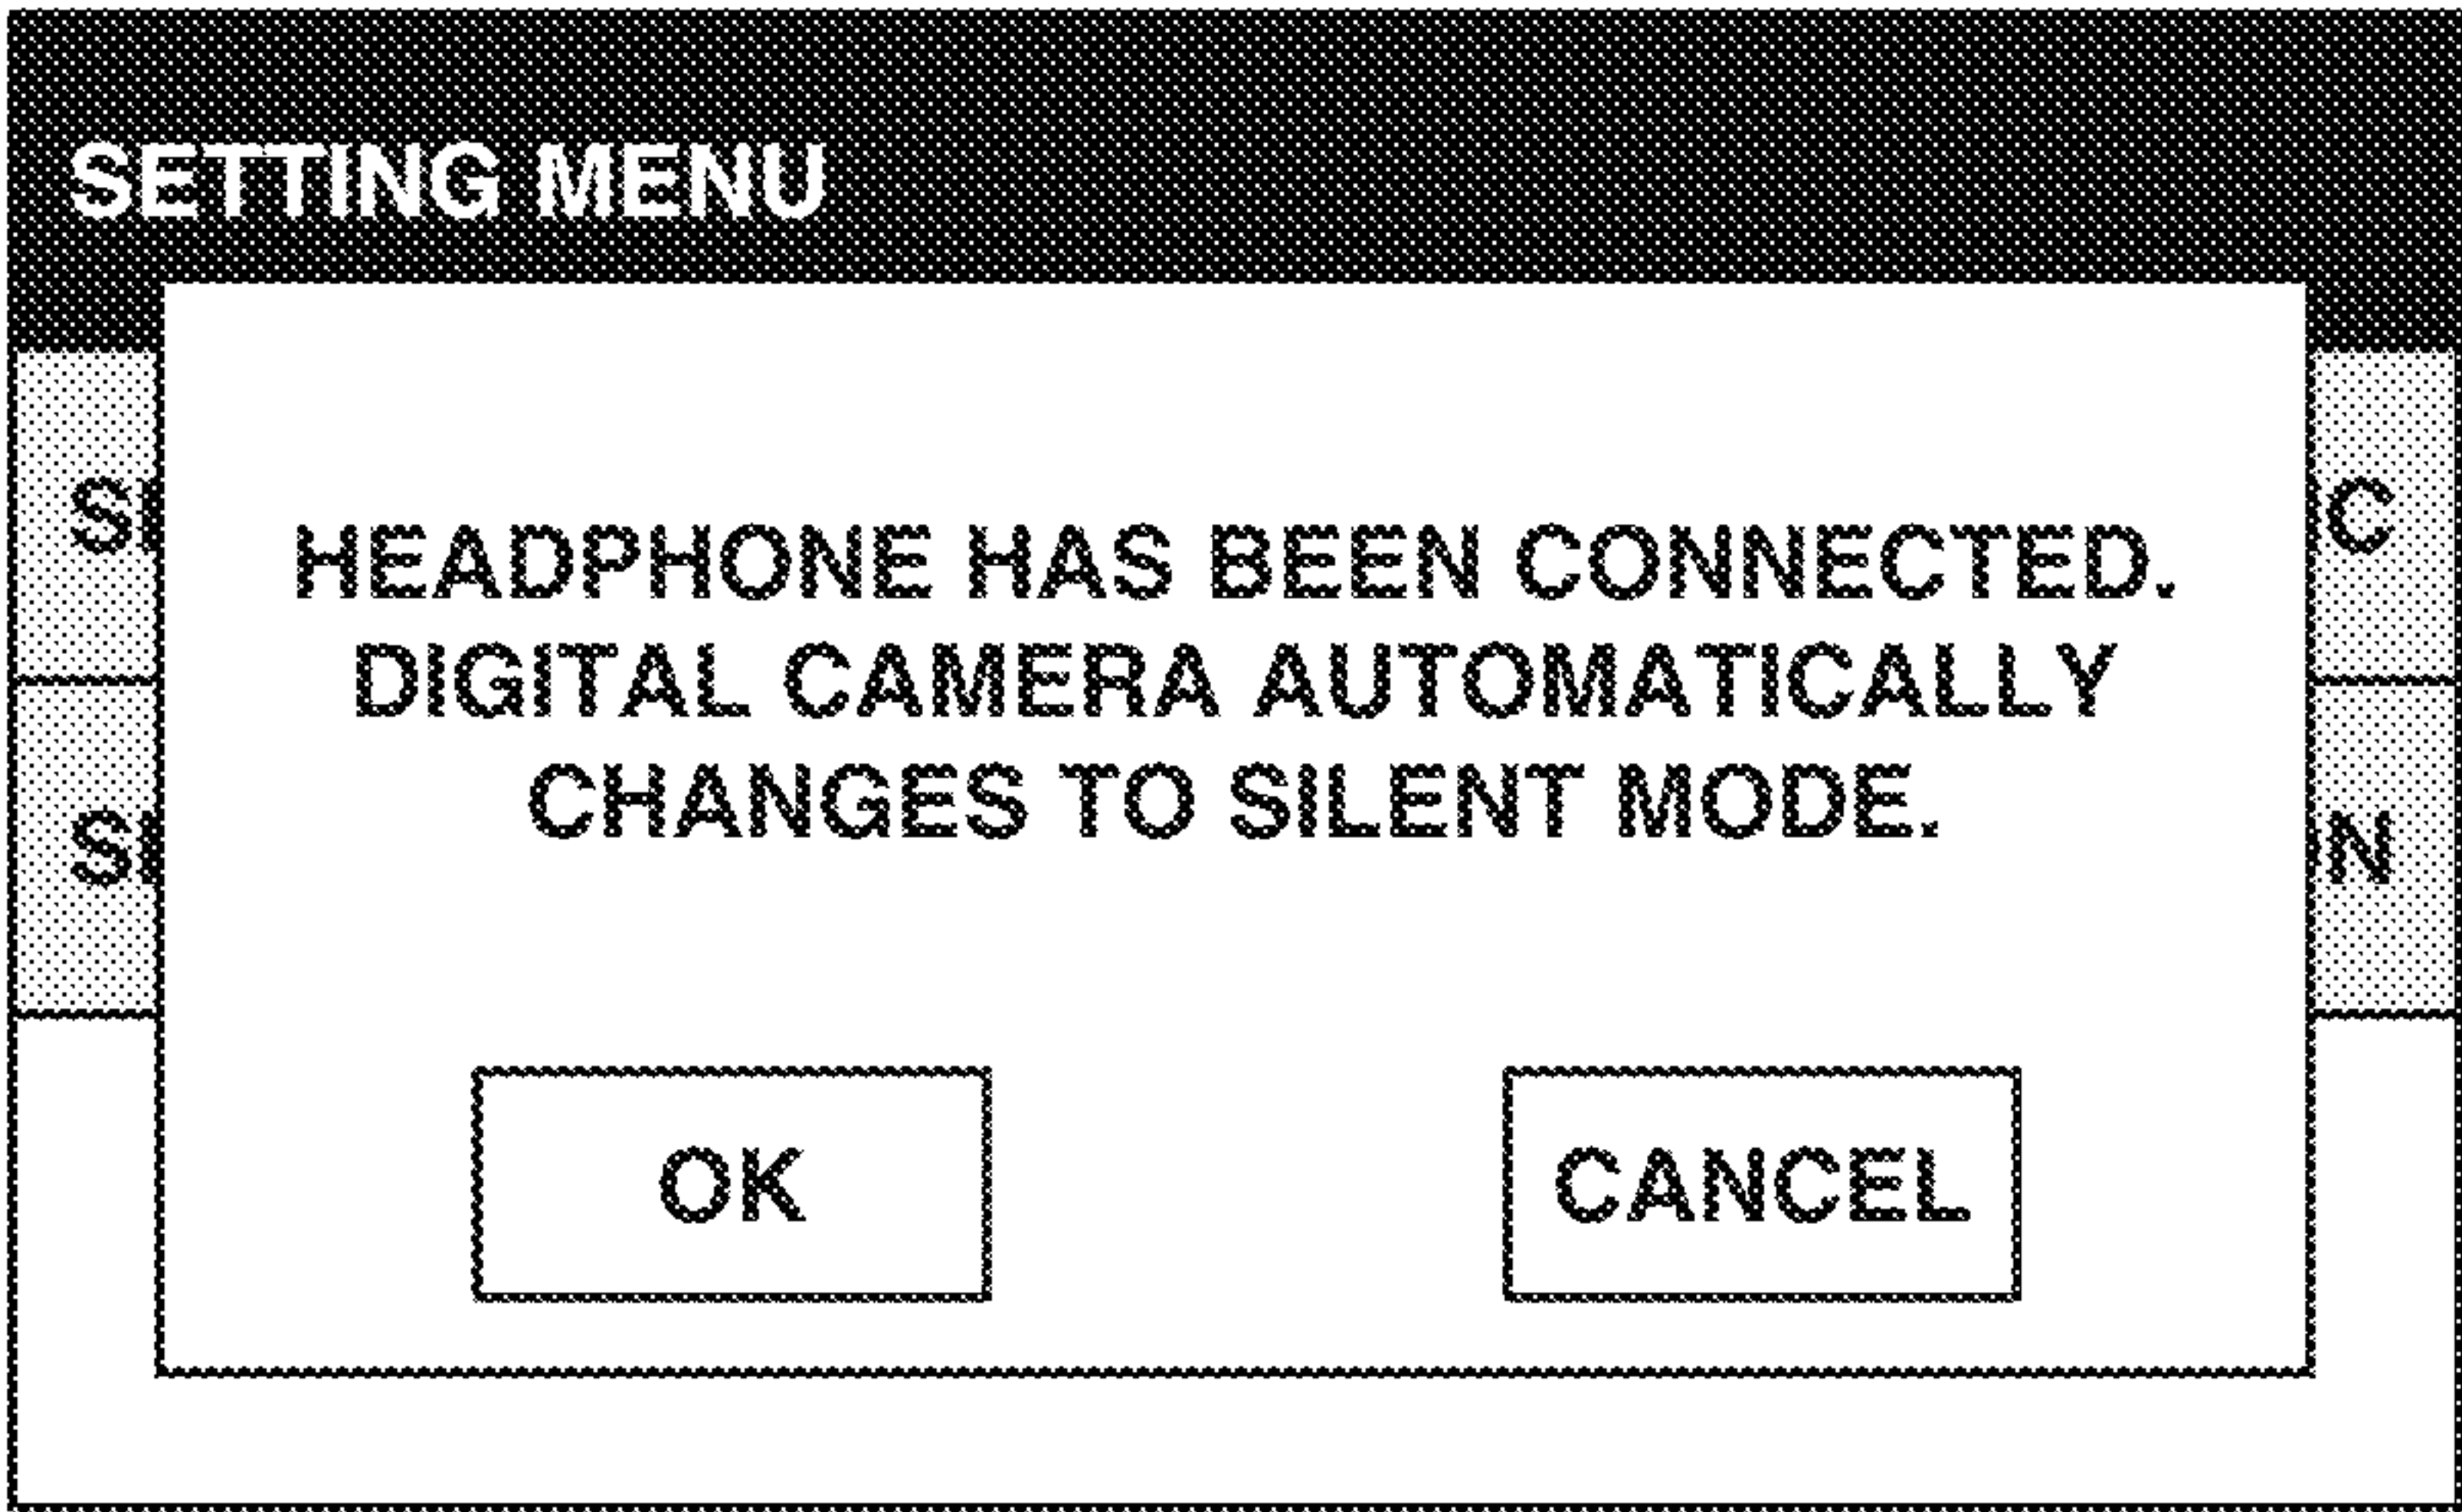 SETTING MENU
HEADPHONE HAS BEEN CONNECTED.
DIGITAL CAMERA AUTOMATICALLY
CHANGES TO SILENT MODE.
OK
CANCEL